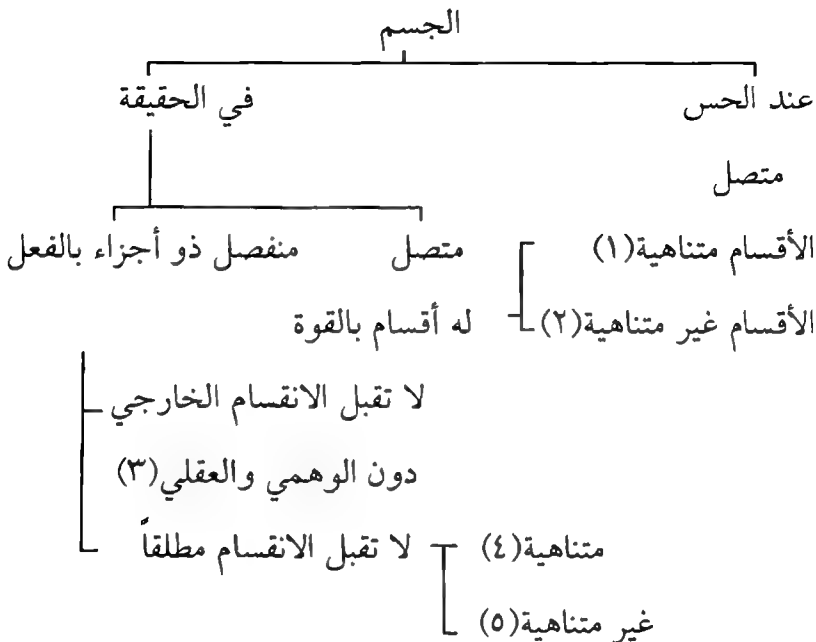 الجسم
عند الحس في الحقيقة
متصل
الأقسام متناهية(١) متصل منفصل ذو أجزاء بالفعل
الأقسام غير متناهية(٢) له أقسام بالقوة
لا تقبل الانقسام الخارجي
دون الوهمي والعقلي(٣)
متناهية(٤) لا تقبل الانقسام مطلقاً
غير متناهية(٥)